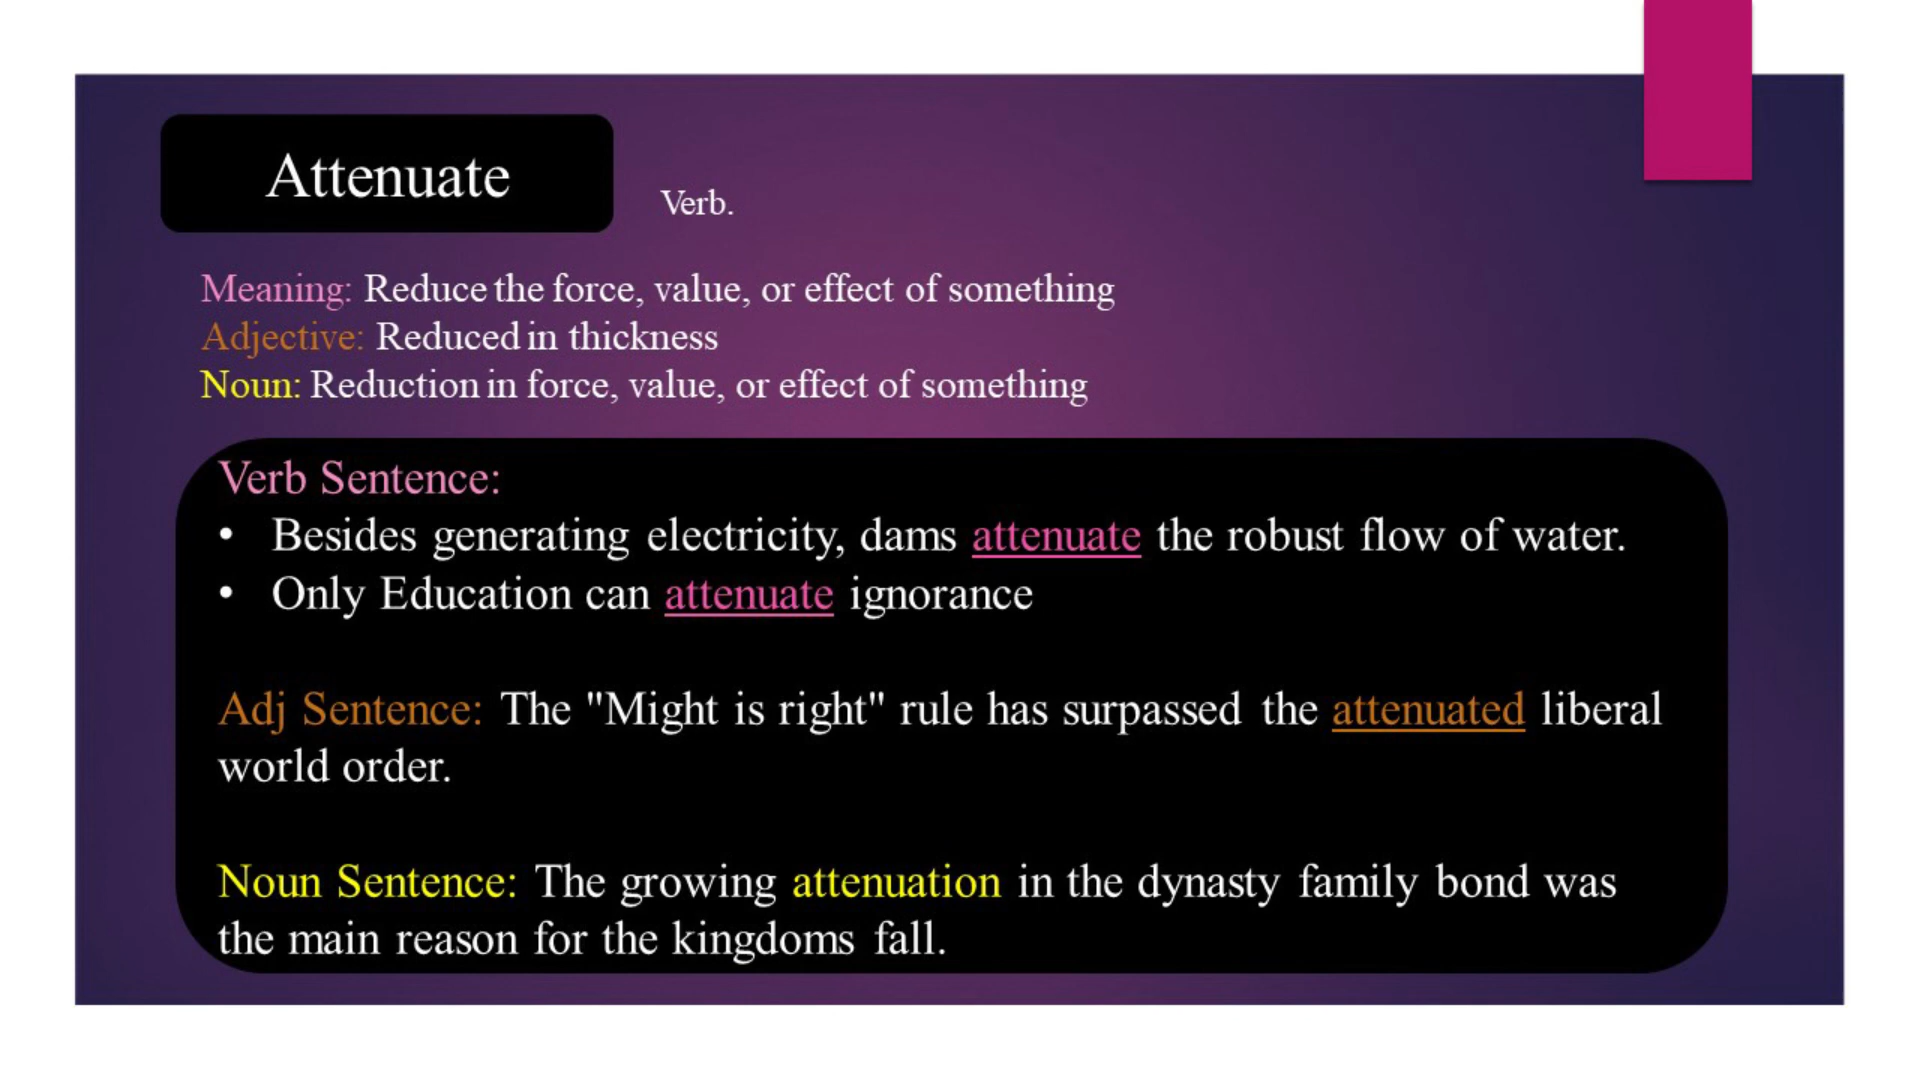 Attenuate
Verb.
Meaning: Reduce the force, value, or effect of something
Adjective: Reduced in thickness
Noun: Reduction in force, value, or effect of something
Verb Sentence:
• Besides generating electricity, dams attenuate the robust flow of water.
• Only Education can attenuate ignorance
Adj Sentence: The "Might is right" rule has surpassed the attenuated liberal
world order.
Noun Sentence: The growing attenuation in the dynasty family bond was
the main reason for the kingdoms fall.